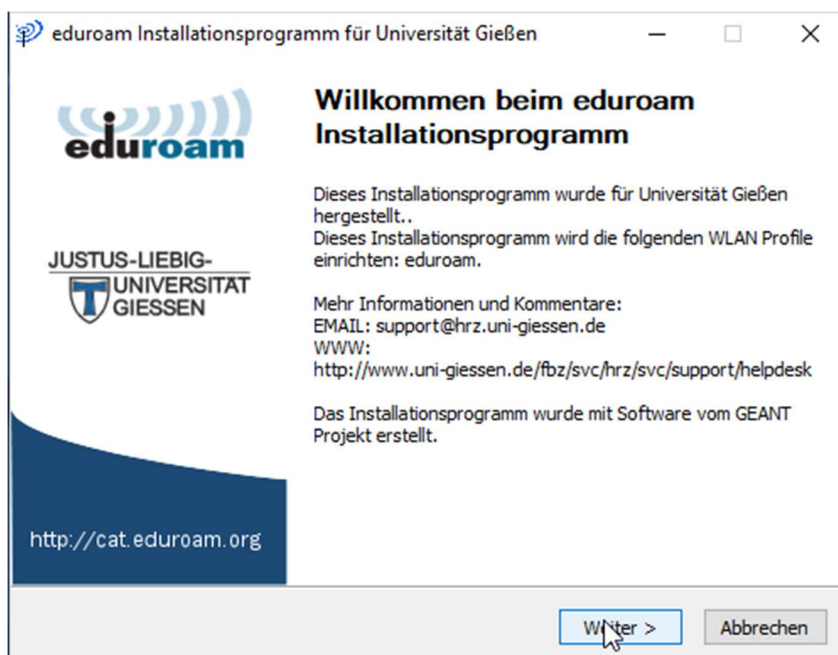 eduroam Installationsprogramm für Universität Gießen
eduroam
JUSTUS-LIEBIG-
UNIVERSITÄT
GIESSEN
http://cat.eduroam.org
Willkommen beim eduroam
Installationsprogramm
Dieses Installationsprogramm wurde für Universität Gießen
hergestellt..
Dieses Installationsprogramm wird die folgenden WLAN Profile
einrichten: eduroam.
Mehr Informationen und Kommentare:
EMAIL: support@hrz.uni-giessen.de
WWW:
http://www.uni-giessen.de/fbz/svc/hrz/svc/support/helpdesk
Das Installationsprogramm wurde mit Software vom GEANT
Projekt erstellt.
Weiter >
Abbrechen